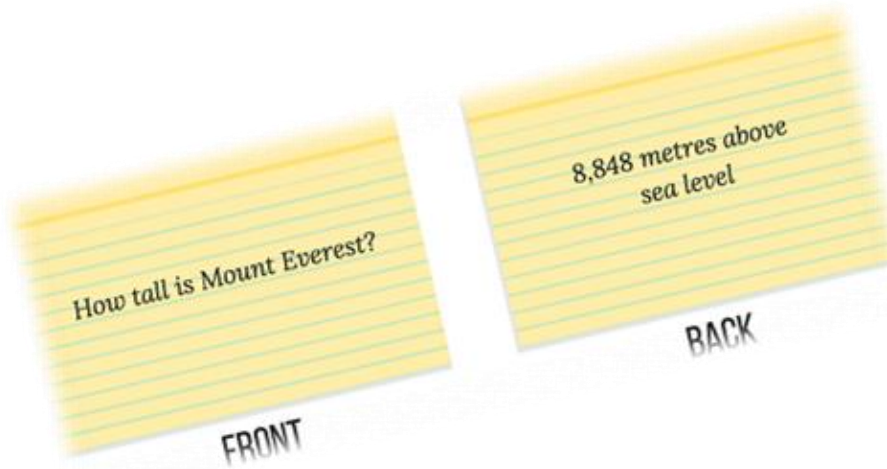 How tall is Mount Everest?
FRONT
8,848 metres above
sea level
BACK